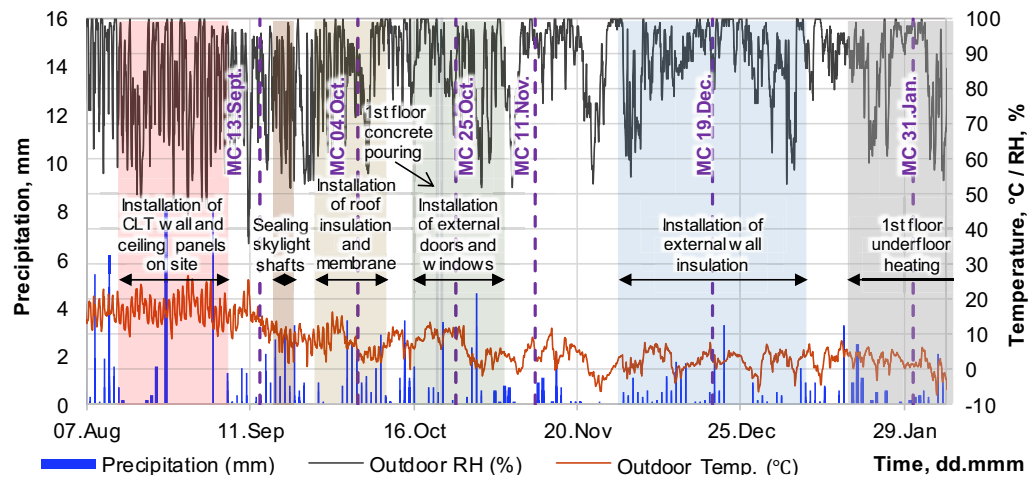 Precipitation, mm
16
14
12
10
8
6
4
2
0
100
90
80
70
60
50
40
30
20
10
0
-10
Temperature, °C / RH, %
MC 13.Sept.
MC 04.Oct.
MC 25.Oct.
MC 11.Nov.
MC 19.Dec.
MC 31.Jan.
Installation of
CLT wall and
ceiling panels
on site
Sealing
skylight
shafts
Installation
of roof
insulation
and
membrane
1st floor
concrete
pouring
Installation
of external
doors and
windows
Installation of
external wall
insulation
1st floor
underfloor
heating
07.Aug
11.Sep
16.Oct
20.Nov
25.Dec
29.Jan
Precipitation (mm)
Outdoor RH (%)
Outdoor Temp. (°C)
Time, dd.mmm